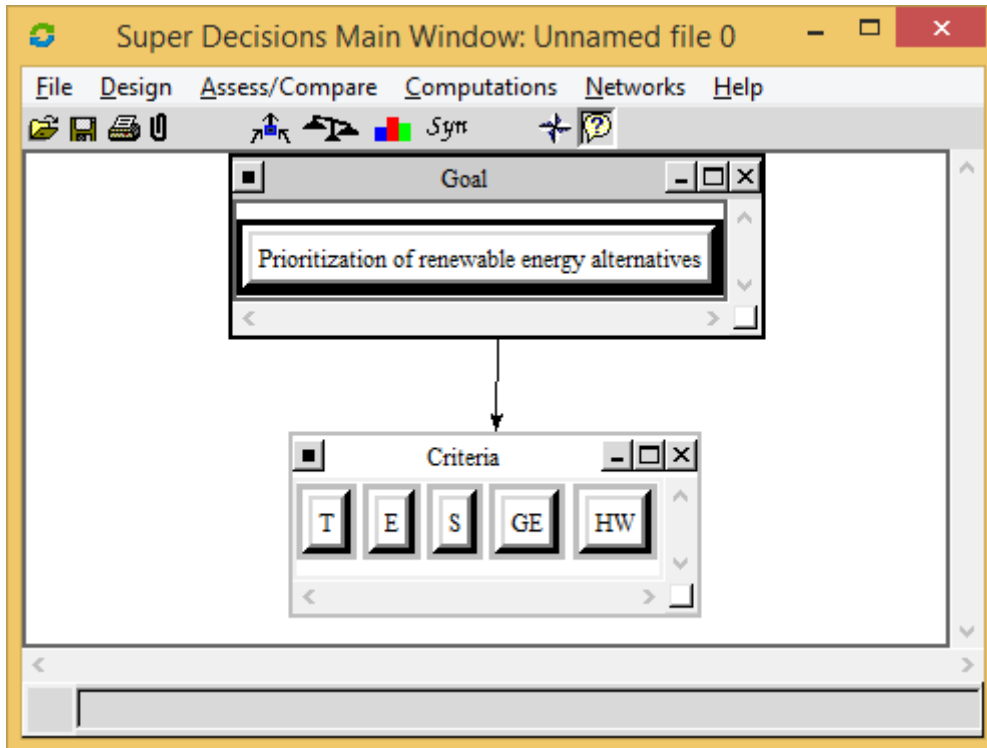 Super Decisions Main Window: Unnamed file 0
File Design Assess/Compare Computations Networks Help
Syn
Goal
Prioritization of renewable energy alternatives
Criteria
T E S GE HW